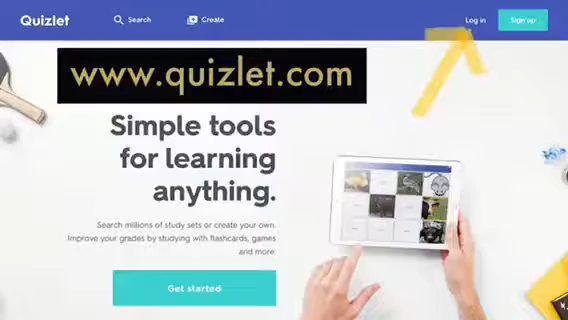 Quizlet
Search
Create
Log in
Sign up
www.quizlet.com
Simple tools
for learning
anything.
Search millions of study sets or create your own.
Improve your grades by studying with flashcards, games
and more.
Get started